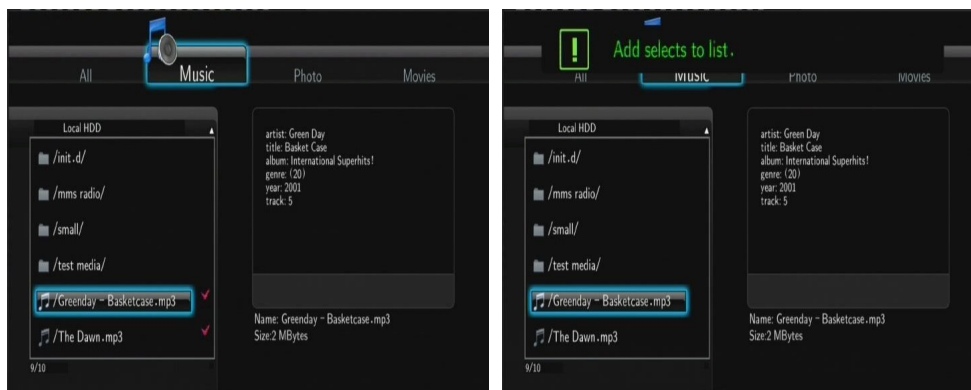 All Music Photo Movies
Local HDD
/init.d/
/mms radio/
/small/
/test media/
/Greenday - Basketcase.mp3
/The Dawn.mp3
9/10
artist: Green Day
title: Basket Case
album: International Superhits!
genre: (20)
year: 2001
track: 5
Name: Greenday - Basketcase.mp3
Size:2 MBytes
Add selects to list.
All Music Photo Movies
Local HDD
/init.d/
/mms radio/
/small/
/test media/
/Greenday - Basketcase.mp3
/The Dawn.mp3
9/10
artist: Green Day
title: Basket Case
album: International Superhits!
genre: (20)
year: 2001
track: 5
Name: Greenday - Basketcase.mp3
Size:2 MBytes